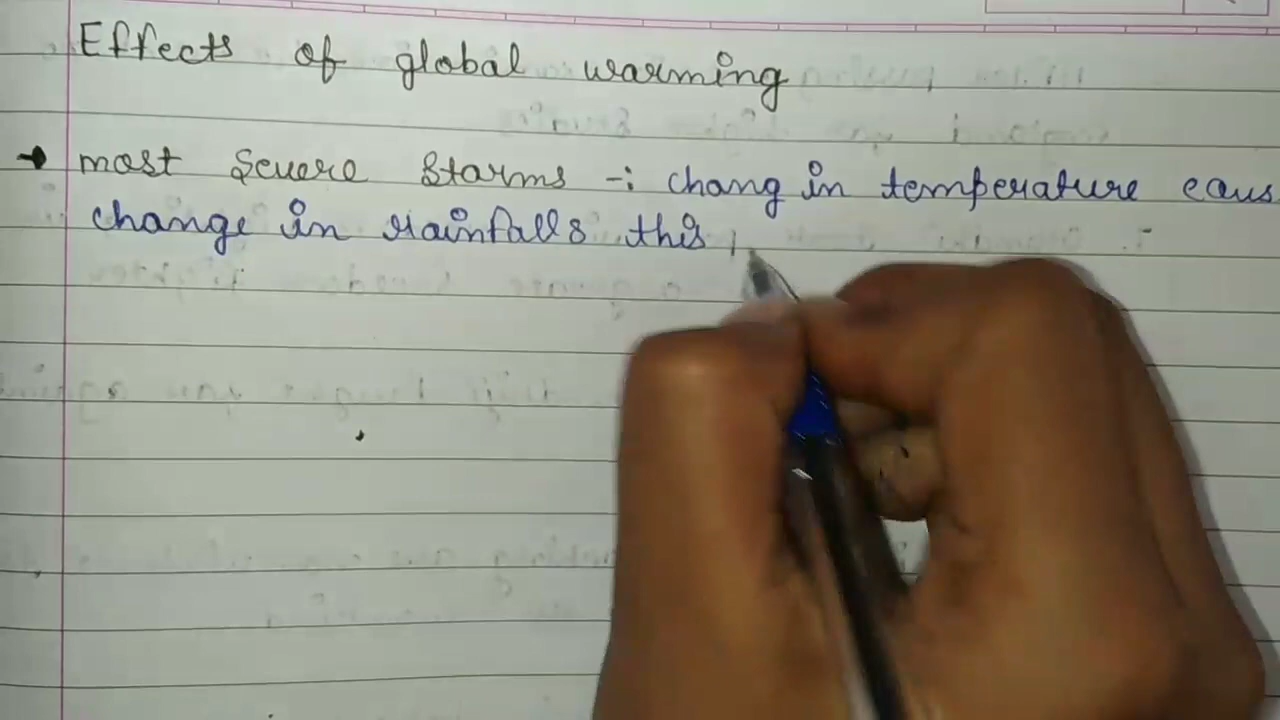 Effects of global warming
→ most Severe Storms -: chang in temperature caus
change in rainfalls this